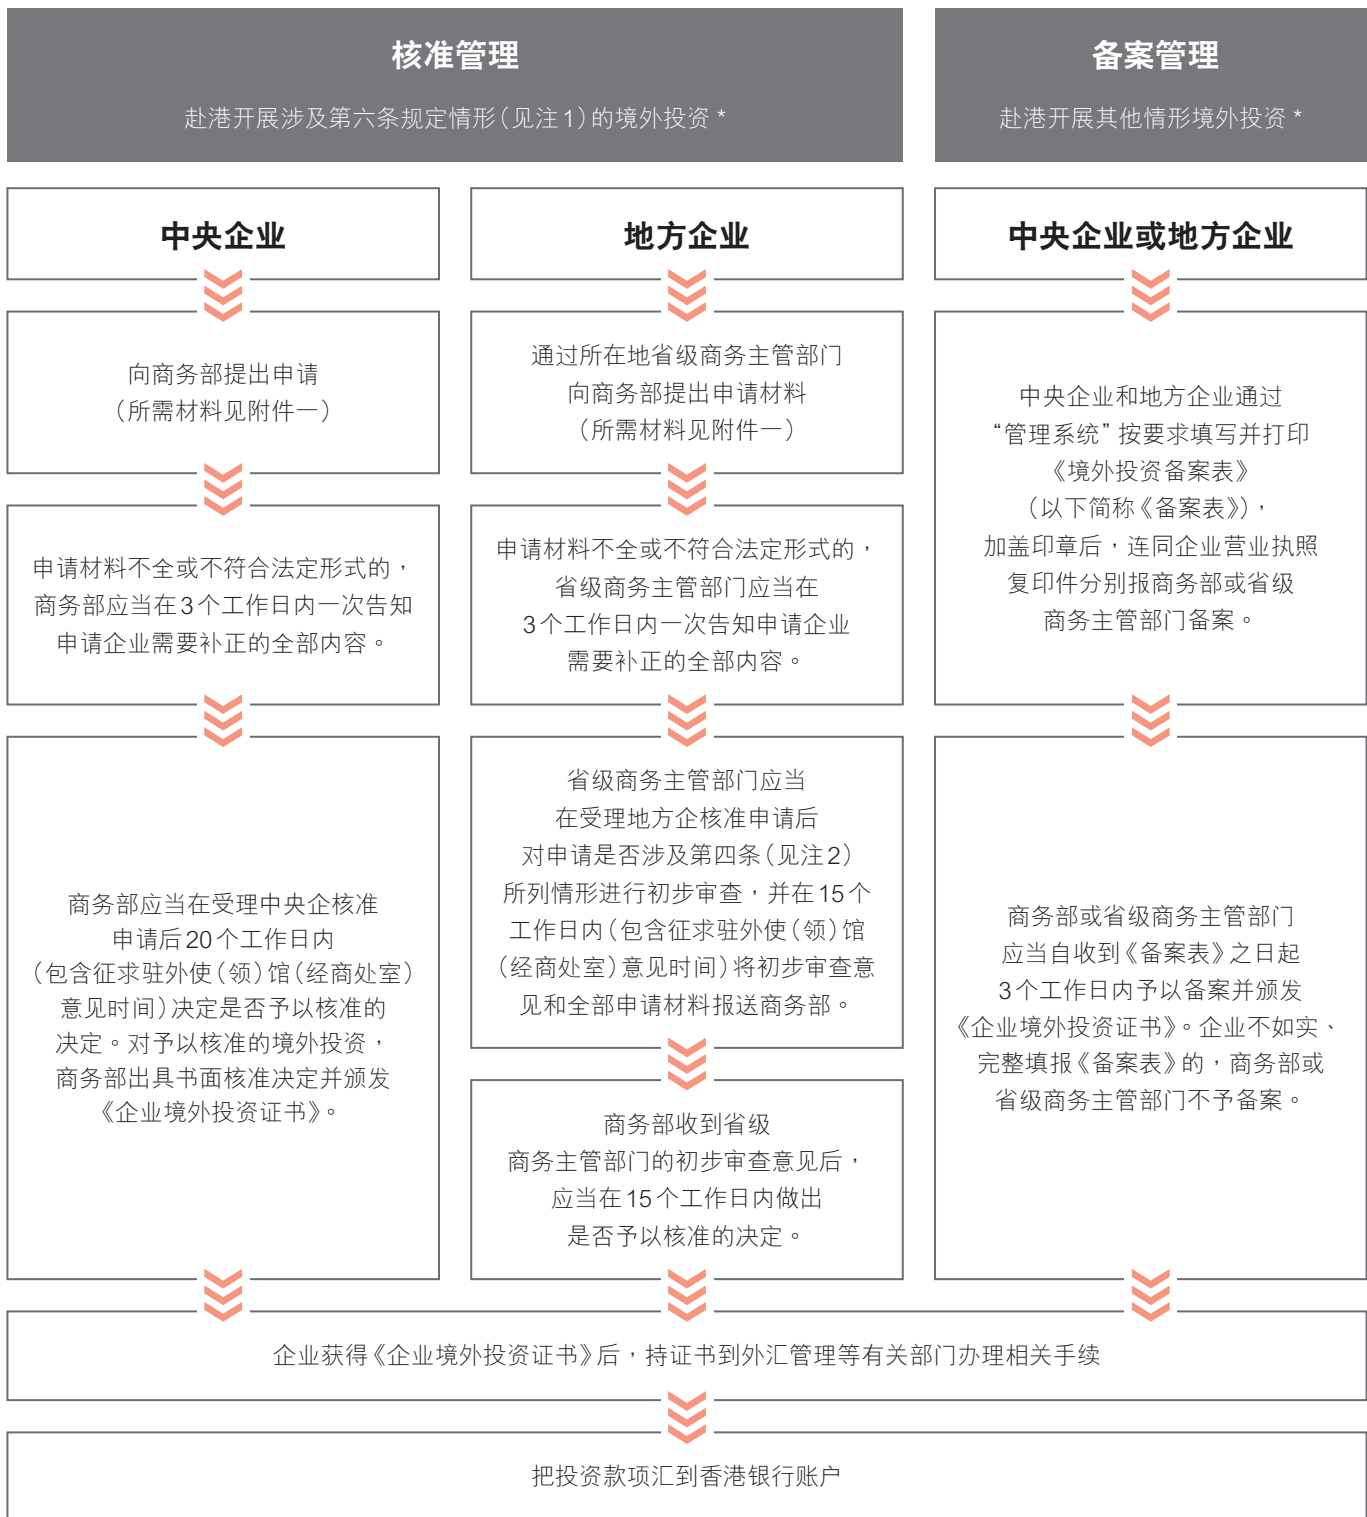 核准管理
赴港开展涉及第六条规定情形（见注1）的境外投资 *
备案管理
赴港开展其他情形境外投资 *
中央企业
向商务部提出申请
（所需材料见附件一）
申请材料不全或不符合法定形式的，
商务部应当在3个工作日内一次告知
申请企业需要补正的全部内容。
商务部应当在受理中央企核准
申请后20个工作日内
（包含征求驻外使（领）馆（经商处室）
意见时间）决定是否予以核准的
决定。对予以核准的境外投资，
商务部出具书面核准决定并颁发
《企业境外投资证书》。
地方企业
通过所在地省级商务主管部门
向商务部提出申请材料
（所需材料见附件一）
申请材料不全或不符合法定形式的，
省级商务主管部门应当在
3个工作日内一次告知申请企业
需要补正的全部内容。
省级商务主管部门应当
在受理地方企核准申请后
对申请是否涉及第四条（见注2）
所列情形进行初步审查，并在15个
工作日内（包含征求驻外使（领）馆
（经商处室）意见时间）将初步审查意
见和全部申请材料报送商务部。
商务部收到省级
商务主管部门的初步审查意见后，
应当在15个工作日内做出
是否予以核准的决定。
中央企业或地方企业
中央企业和地方企业通过
“管理系统”按要求填写并打印
《境外投资备案表》
（以下简称《备案表》），
加盖印章后，连同企业营业执照
复印件分别报商务部或省级
商务主管部门备案。
商务部或省级商务主管部门
应当自收到《备案表》之日起
3个工作日内予以备案并颁发
《企业境外投资证书》。企业不如实、
完整填报《备案表》的，商务部或
省级商务主管部门不予备案。
企业获得《企业境外投资证书》后，持证书到外汇管理等有关部门办理相关手续
把投资款项汇到香港银行账户